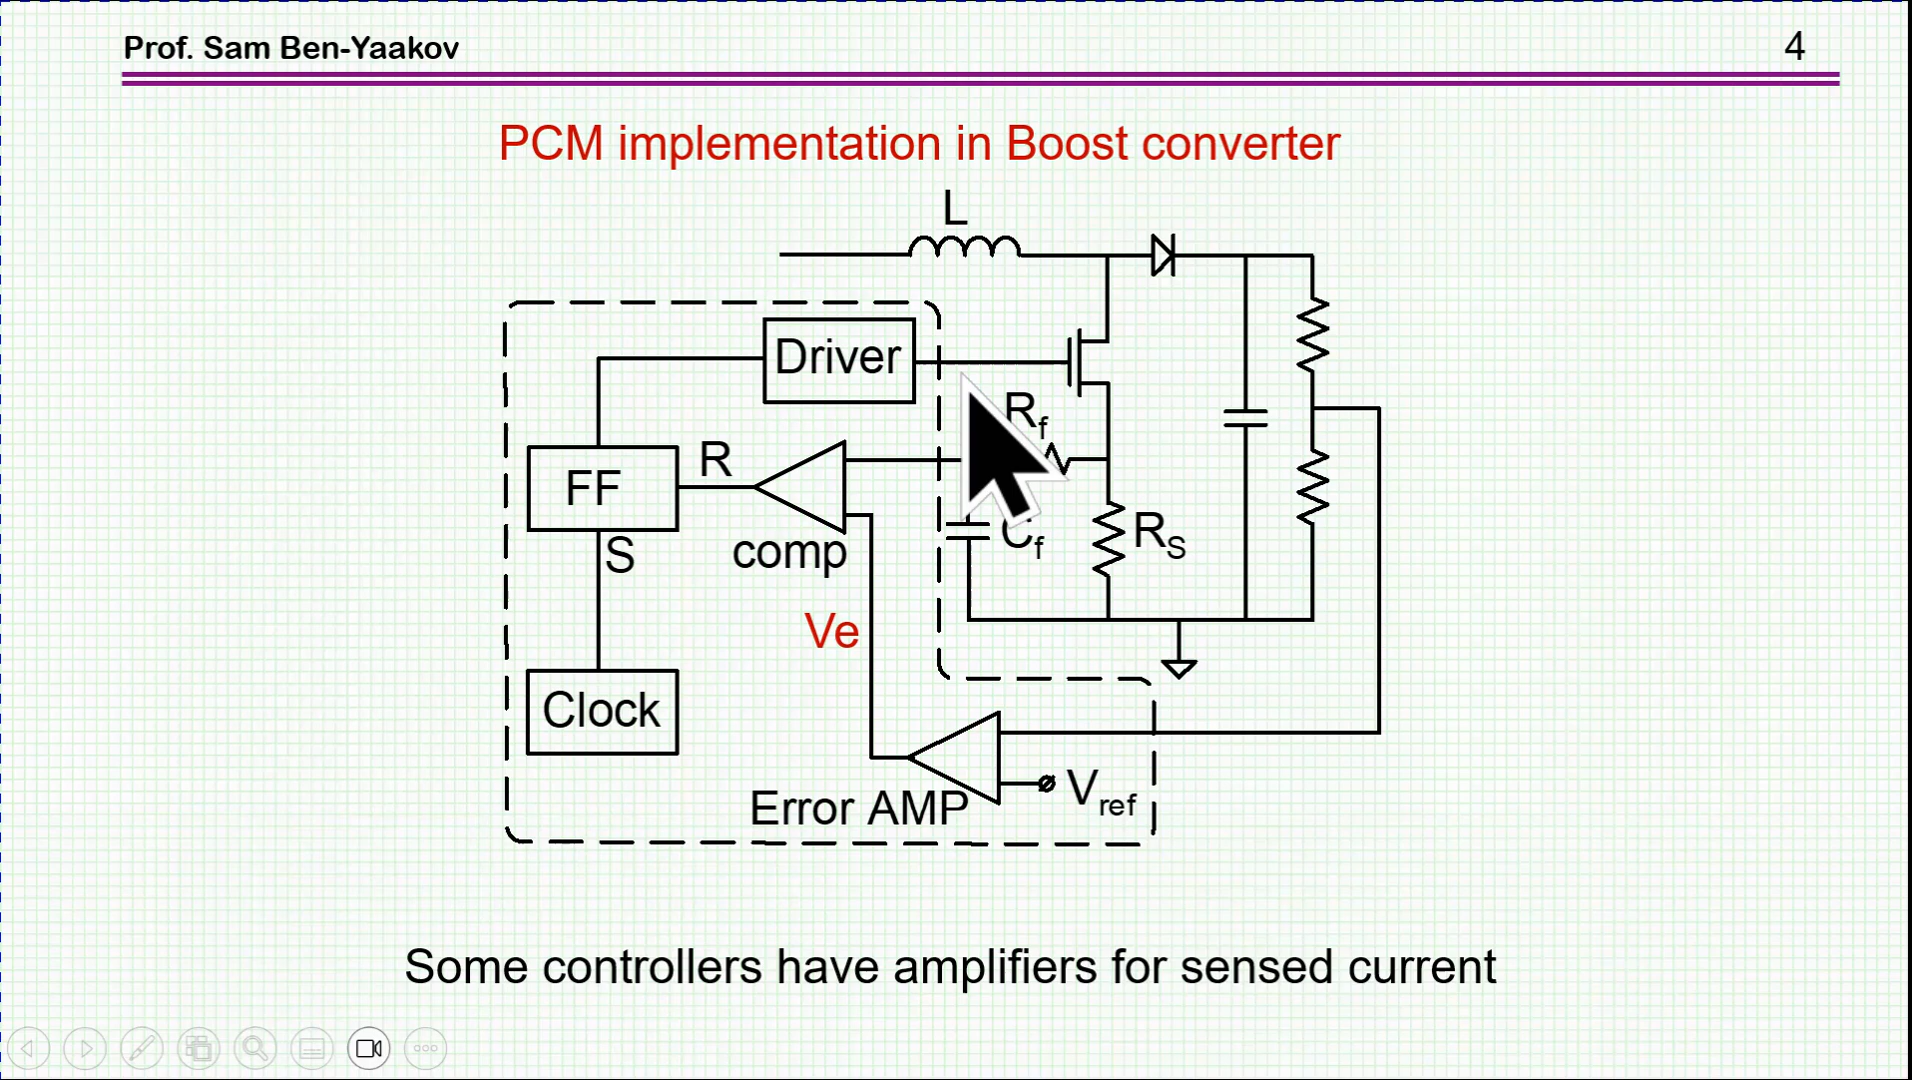 Prof. Sam Ben-Yaakov
4
PCM implementation in Boost converter
L
Driver
Rf
R
FF
S
comp
Cf
RS
Ve
Clock
Vref
Error AMP
Some controllers have amplifiers for sensed current